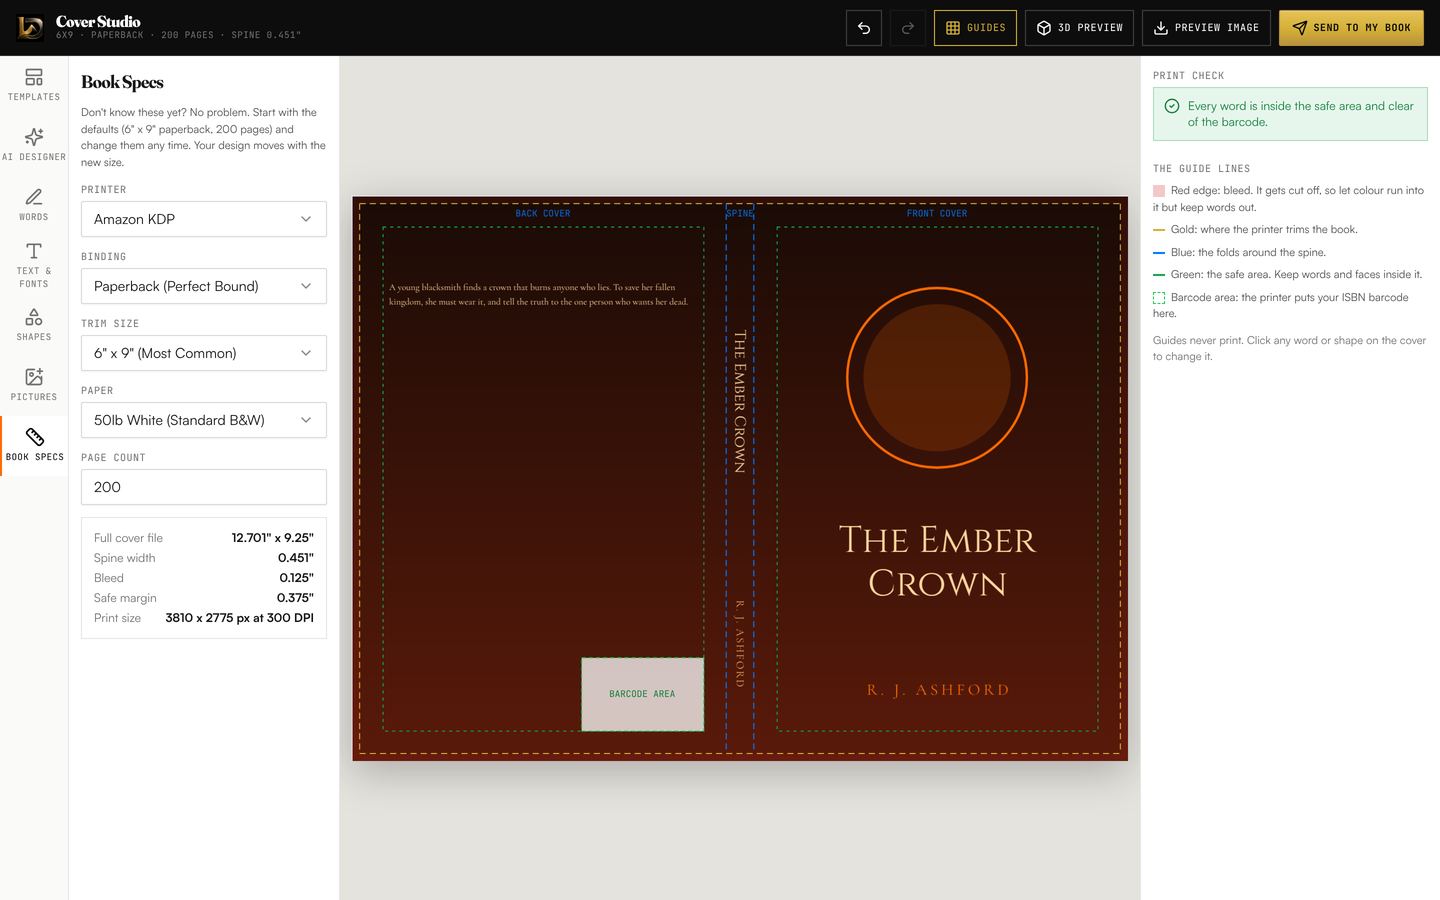 Cover Studio
6X9 · PAPERBACK · 200 PAGES · SPINE 0.451"
GUIDES
3D PREVIEW
PREVIEW IMAGE
SEND TO MY BOOK
TEMPLATES
AI DESIGNER
WORDS
TEXT &
FONTS
SHAPES
PICTURES
BOOK SPECS
Book Specs
Don't know these yet? No problem. Start with the
defaults (6" x 9" paperback, 200 pages) and
change them any time. Your design moves with the
new size.
PRINTER
Amazon KDP
BINDING
Paperback (Perfect Bound)
TRIM SIZE
6" x 9" (Most Common)
PAPER
50lb White (Standard B&W)
PAGE COUNT
200
Full cover file 12.701" x 9.25"
Spine width 0.451"
Bleed 0.125"
Safe margin 0.375"
Print size 3810 x 2775 px at 300 DPI
BACK COVER
A young blacksmith finds a crown that burns anyone who lies. To save her fallen
kingdom, she must wear it, and tell the truth to the one person who wants her dead.
BARCODE AREA
SPINE
The Ember Crown
R. J. ASHFORD
FRONT COVER
The Ember
Crown
R. J. ASHFORD
PRINT CHECK
Every word is inside the safe area and clear
of the barcode.
THE GUIDE LINES
Red edge: bleed. It gets cut off, so let colour run into
it but keep words out.
Gold: where the printer trims the book.
Blue: the folds around the spine.
Green: the safe area. Keep words and faces inside it.
Barcode area: the printer puts your ISBN barcode
here.
Guides never print. Click any word or shape on the cover
to change it.